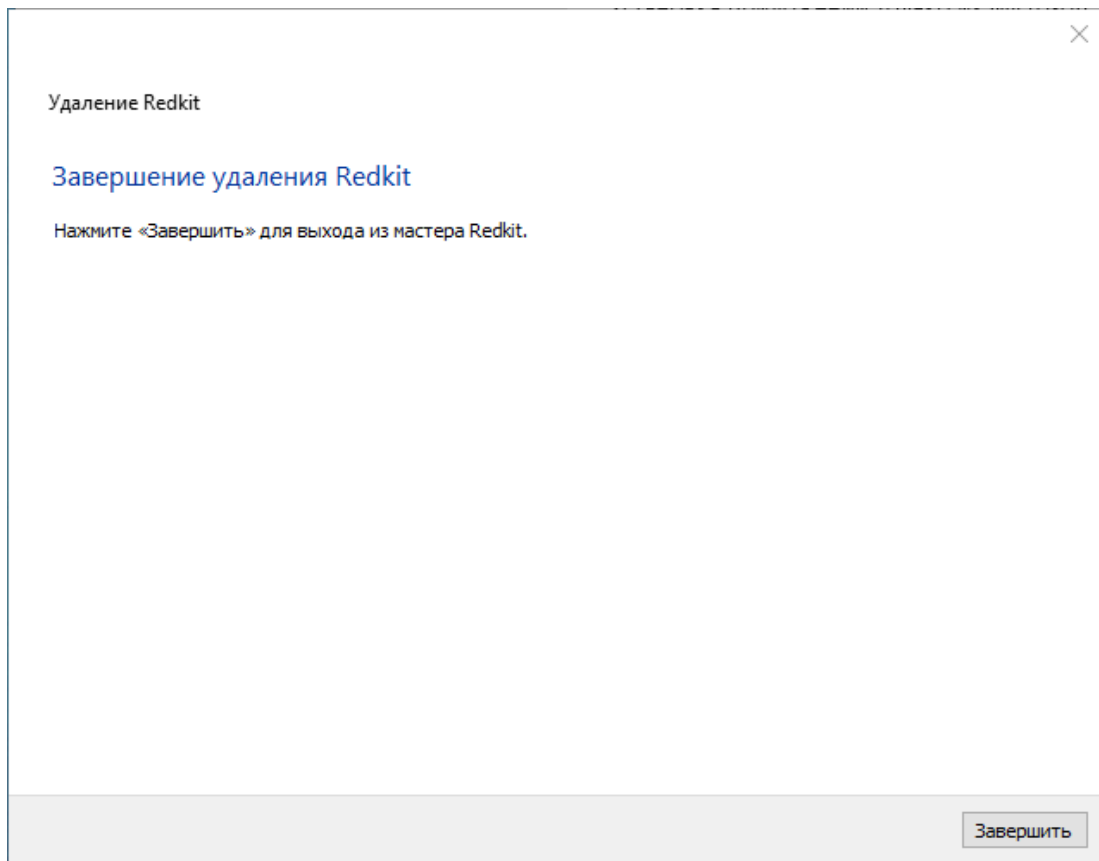 Удаление Redkit
Завершение удаления Redkit
Нажмите «Завершить» для выхода из мастера Redkit.
Завершить